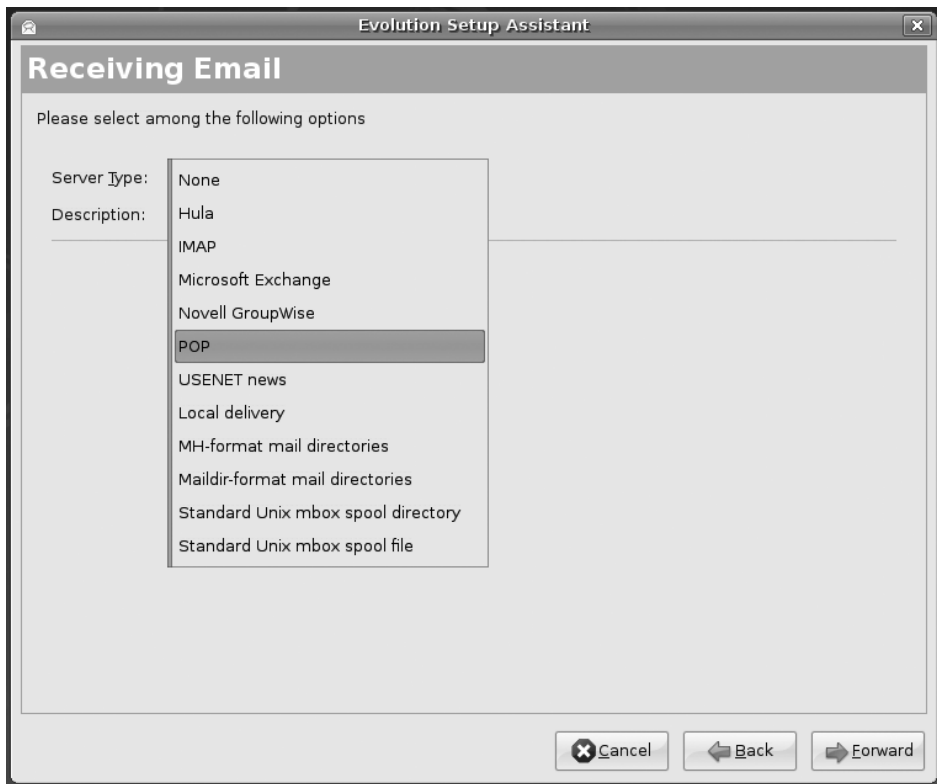 Evolution Setup Assistant
Receiving Email
Please select among the following options
Server Type:
Description:
None
Hula
IMAP
Microsoft Exchange
Novell GroupWise
POP
USENET news
Local delivery
MH-format mail directories
Maildir-format mail directories
Standard Unix mbox spool directory
Standard Unix mbox spool file
Cancel
Back
Forward